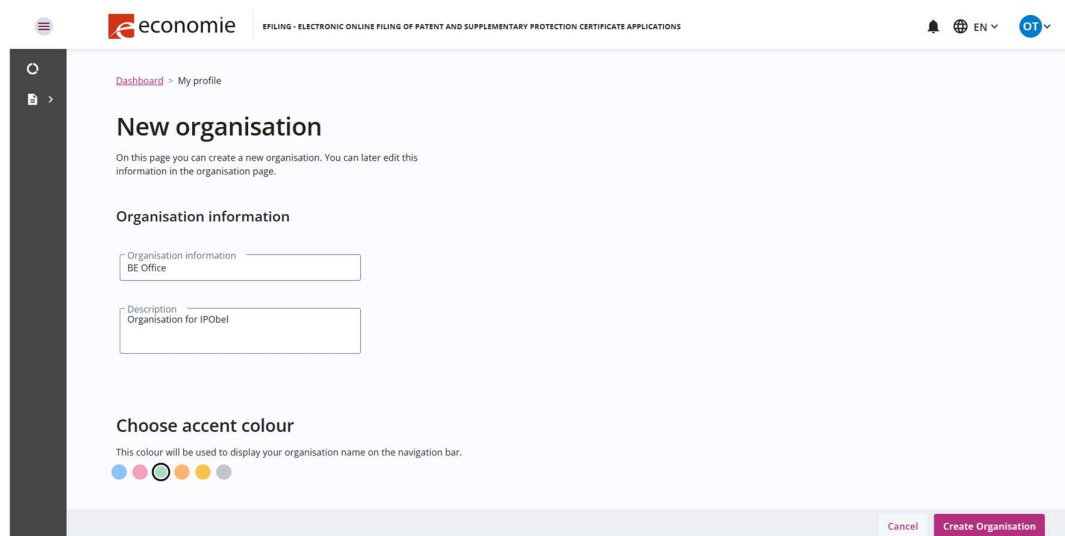 economie
EFILING - ELECTRONIC ONLINE FILING OF PATENT AND SUPPLEMENTARY PROTECTION CERTIFICATE APPLICATIONS
EN
OT
Dashboard > My profile
New organisation
On this page you can create a new organisation. You can later edit this
information in the organisation page.
Organisation information
Organisation information
BE Office
Description
Organisation for IPObel
Choose accent colour
This colour will be used to display your organisation name on the navigation bar.
Cancel
Create Organisation